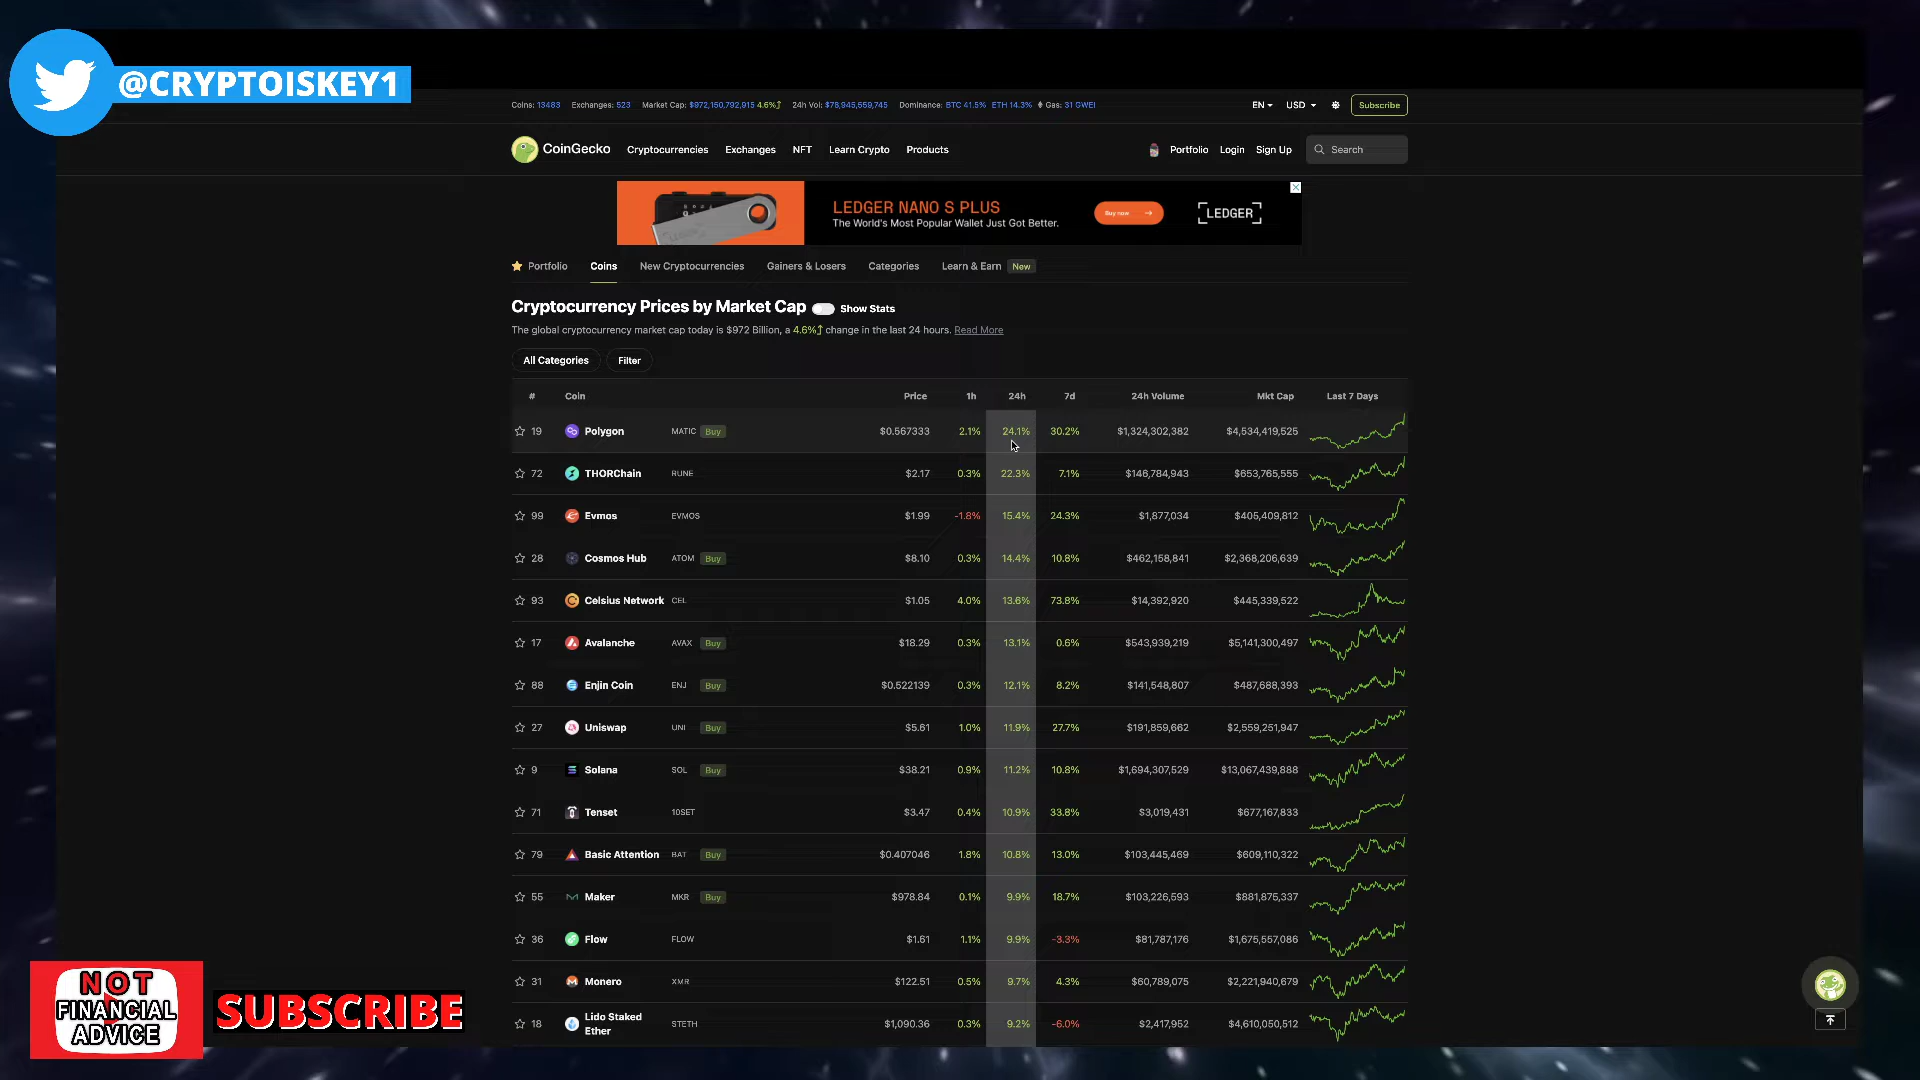 @CRYPTOISKEY1
Coins: 13483 Exchanges: 523 Market Cap: $972,150,792,915 4.6% 24h Vol: $78,945,559,745 Dominance: BTC 41.5% ETH 14.3% Gas: 31 GWEI EN USD Subscribe
CoinGecko Cryptocurrencies Exchanges NFT Learn Crypto Products Portfolio Login Sign Up Search
LEDGER NANO S PLUS
The World's Most Popular Wallet Just Got Better.
Buy now → LEDGER
Portfolio Coins New Cryptocurrencies Gainers & Losers Categories Learn & Earn New
Cryptocurrency Prices by Market Cap Show Stats
The global cryptocurrency market cap today is $972 Billion, a 4.6% change in the last 24 hours. Read More
All Categories Filter
# Coin Price 1h 24h 7d 24h Volume Mkt Cap Last 7 Days
19 Polygon MATIC Buy $0.567333 2.1% 24.1% 30.2% $1,324,302,382 $4,534,419,525
72 THORChain RUNE $2.17 0.3% 22.3% 7.1% $146,784,943 $653,765,555
99 Evmos EVMOS $1.99 -1.8% 15.4% 24.3% $1,877,034 $405,409,812
28 Cosmos Hub ATOM Buy $8.10 0.3% 14.4% 10.8% $462,158,841 $2,368,206,639
93 Celsius Network CEL $1.05 4.0% 13.6% 73.8% $14,392,920 $445,339,522
17 Avalanche AVAX Buy $18.29 0.3% 13.1% 0.6% $543,939,219 $5,141,300,497
88 Enjin Coin ENJ Buy $0.522139 0.3% 12.1% 8.2% $141,548,807 $487,688,393
27 Uniswap UNI Buy $5.61 1.0% 11.9% 27.7% $191,859,662 $2,559,251,947
9 Solana SOL Buy $38.21 0.9% 11.2% 10.8% $1,694,307,529 $13,067,439,888
71 Tenset 10SET $3.47 0.4% 10.9% 33.8% $3,019,431 $677,167,833
79 Basic Attention BAT Buy $0.407046 1.8% 10.8% 13.0% $103,445,469 $609,110,322
55 Maker MKR Buy $978.84 0.1% 9.9% 18.7% $103,226,593 $881,875,337
36 Flow FLOW $1.61 1.1% 9.9% -3.3% $81,787,176 $1,675,557,086
31 Monero XMR $122.51 0.5% 9.7% 4.3% $60,789,075 $2,221,940,679
18 Lido Staked Ether STETH $1,090.36 0.3% 9.2% -6.0% $2,417,952 $4,610,050,512
NOT
FINANCIAL
ADVICE
SUBSCRIBE